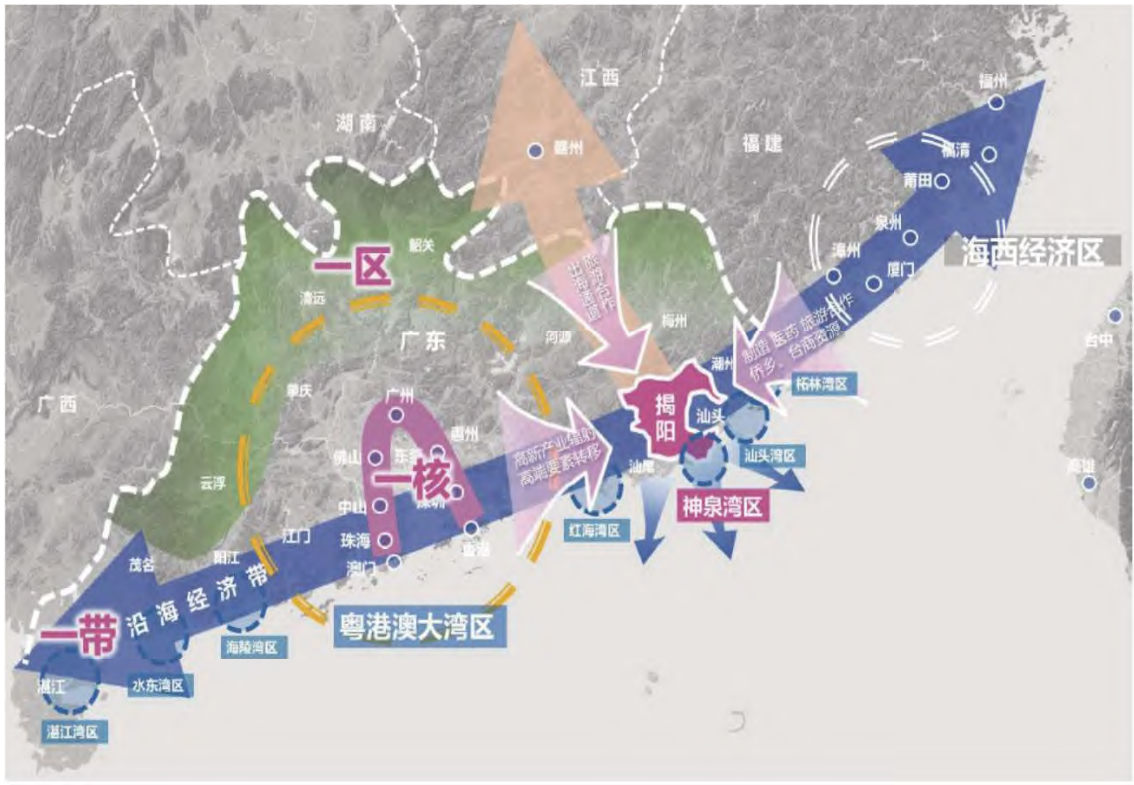 福州
江西
湖南
赣州
福建
福清
莆田
泉州
漳州
厦门
海西经济区
韶关
一区
清远
出海通道
旅游合作
梅州
河源
广东
台中
制造 医药 旅游合作
侨乡、台商资源
潮州
柘林湾区
肇庆
广西
广州
揭阳
汕头
惠州
佛山
高新产业辐射
高端要素转移
汕尾
汕头湾区
一核
深圳
云浮
中山
神泉湾区
红海湾区
江门
珠海
香港
澳门
阳江
茂名
沿海经济带
一带
粤港澳大湾区
海陵湾区
湛江
水东湾区
湛江湾区